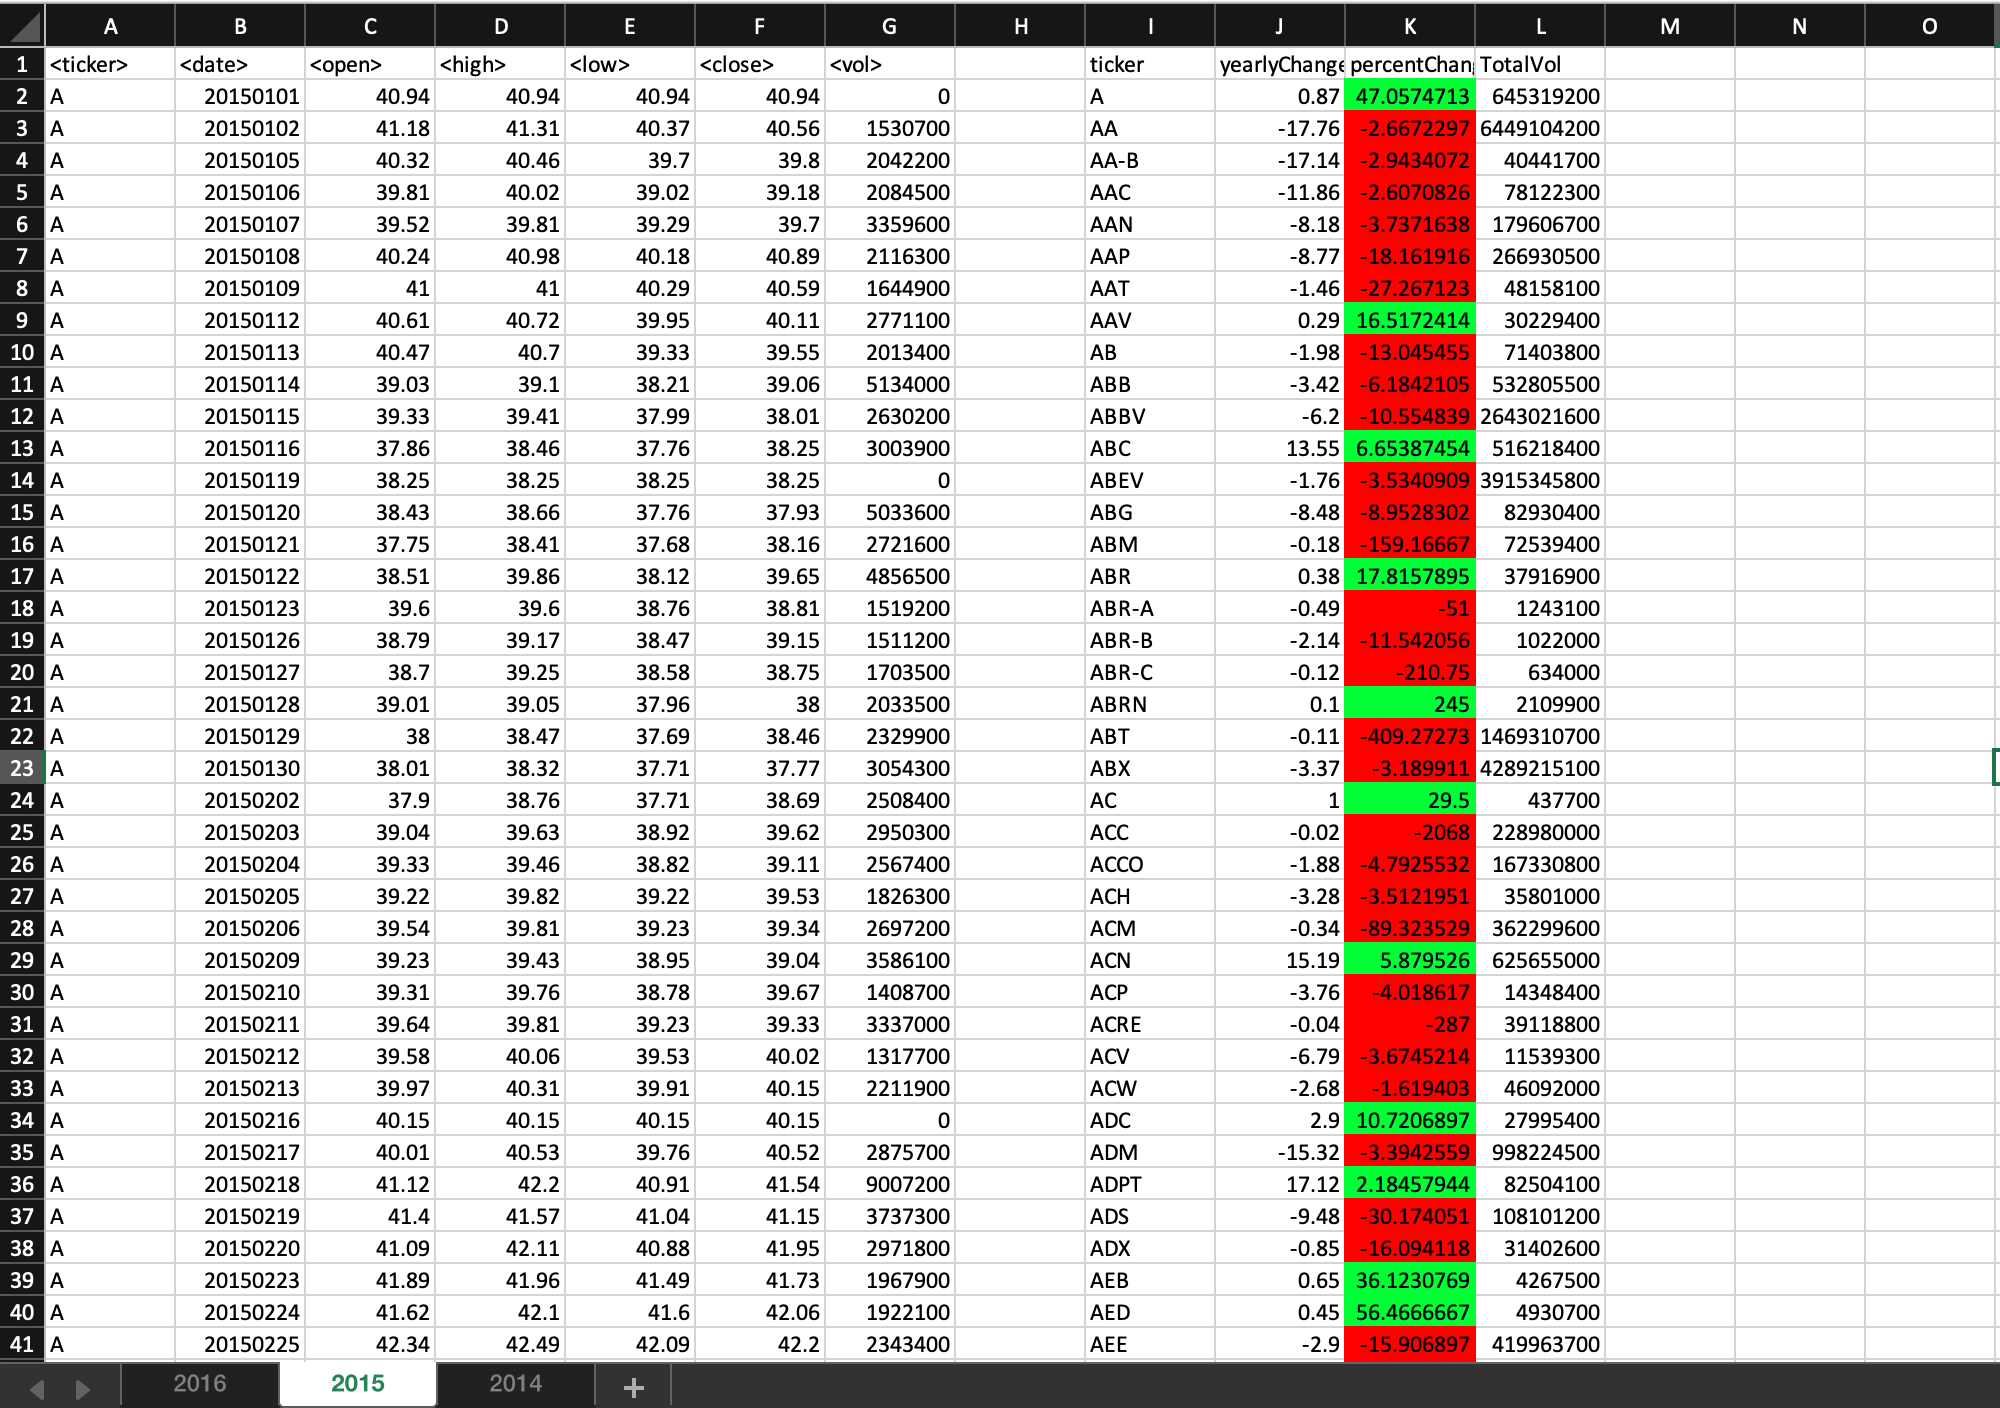 A B C D E F G H I J K L M N O
1 <ticker> <date> <open> <high> <low> <close> <vol> ticker yearlyChange percentChan TotalVol
2 A 20150101 40.94 40.94 40.94 40.94 0 A 0.87 47.0574713 645319200
3 A 20150102 41.18 41.31 40.37 40.56 1530700 AA -17.76 -2.6672297 6449104200
4 A 20150105 40.32 40.46 39.7 39.8 2042200 AA-B -17.14 -2.9434072 40441700
5 A 20150106 39.81 40.02 39.02 39.18 2084500 AAC -11.86 -2.6070826 78122300
6 A 20150107 39.52 39.81 39.29 39.7 3359600 AAN -8.18 -3.7371638 179606700
7 A 20150108 40.24 40.98 40.18 40.89 2116300 AAP -8.77 -18.161916 266930500
8 A 20150109 41 41 40.29 40.59 1644900 AAT -1.46 -27.267123 48158100
9 A 20150112 40.61 40.72 39.95 40.11 2771100 AAV 0.29 16.5172414 30229400
10 A 20150113 40.47 40.7 39.33 39.55 2013400 AB -1.98 -13.045455 71403800
11 A 20150114 39.03 39.1 38.21 39.06 5134000 ABB -3.42 -6.1842105 532805500
12 A 20150115 39.33 39.41 37.99 38.01 2630200 ABBV -6.2 -10.554839 2643021600
13 A 20150116 37.86 38.46 37.76 38.25 3003900 ABC 13.55 6.65387454 516218400
14 A 20150119 38.25 38.25 38.25 38.25 0 ABEV -1.76 -3.5340909 3915345800
15 A 20150120 38.43 38.66 37.76 37.93 5033600 ABG -8.48 -8.9528302 82930400
16 A 20150121 37.75 38.41 37.68 38.16 2721600 ABM -0.18 -159.16667 72539400
17 A 20150122 38.51 39.86 38.12 39.65 4856500 ABR 0.38 17.8157895 37916900
18 A 20150123 39.6 39.6 38.76 38.81 1519200 ABR-A -0.49 -51 1243100
19 A 20150126 38.79 39.17 38.47 39.15 1511200 ABR-B -2.14 -11.542056 1022000
20 A 20150127 38.7 39.25 38.58 38.75 1703500 ABR-C -0.12 -210.75 634000
21 A 20150128 39.01 39.05 37.96 38 2033500 ABRN 0.1 245 2109900
22 A 20150129 38 38.47 37.69 38.46 2329900 ABT -0.11 -409.27273 1469310700
23 A 20150130 38.01 38.32 37.71 37.77 3054300 ABX -3.37 -3.189911 4289215100
24 A 20150202 37.9 38.76 37.71 38.69 2508400 AC 1 29.5 437700
25 A 20150203 39.04 39.63 38.92 39.62 2950300 ACC -0.02 -2068 228980000
26 A 20150204 39.33 39.46 38.82 39.11 2567400 ACCO -1.88 -4.7925532 167330800
27 A 20150205 39.22 39.82 39.22 39.53 1826300 ACH -3.28 -3.5121951 35801000
28 A 20150206 39.54 39.81 39.23 39.34 2697200 ACM -0.34 -89.323529 362299600
29 A 20150209 39.23 39.43 38.95 39.04 3586100 ACN 15.19 5.879526 625655000
30 A 20150210 39.31 39.76 38.78 39.67 1408700 ACP -3.76 -4.018617 14348400
31 A 20150211 39.64 39.81 39.23 39.33 3337000 ACRE -0.04 -287 39118800
32 A 20150212 39.58 40.06 39.53 40.02 1317700 ACV -6.79 -3.6745214 11539300
33 A 20150213 39.97 40.31 39.91 40.15 2211900 ACW -2.68 -1.619403 46092000
34 A 20150216 40.15 40.15 40.15 40.15 0 ADC 2.9 10.7206897 27995400
35 A 20150217 40.01 40.53 39.76 40.52 2875700 ADM -15.32 -3.3942559 998224500
36 A 20150218 41.12 42.2 40.91 41.54 9007200 ADPT 17.12 2.18457944 82504100
37 A 20150219 41.4 41.57 41.04 41.15 3737300 ADS -9.48 -30.174051 108101200
38 A 20150220 41.09 42.11 40.88 41.95 2971800 ADX -0.85 -16.094118 31402600
39 A 20150223 41.89 41.96 41.49 41.73 1967900 AEB 0.65 36.1230769 4267500
40 A 20150224 41.62 42.1 41.6 42.06 1922100 AED 0.45 56.4666667 4930700
41 A 20150225 42.34 42.49 42.09 42.2 2343400 AEE -2.9 -15.906897 419963700
2016 2015 2014 +